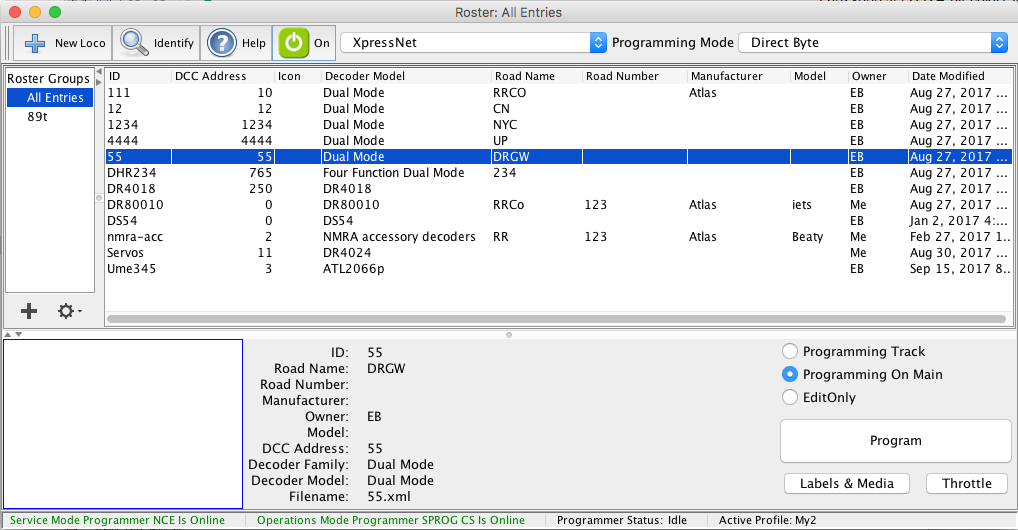 Roster: All Entries
New Loco Identify Help On XpressNet Programming Mode Direct Byte
Roster Groups
All Entries
89t
ID DCC Address Icon Decoder Model Road Name Road Number Manufacturer Model Owner Date Modified
111 10 Dual Mode RRCO Atlas EB Aug 27, 2017 ...
12 12 Dual Mode CN EB Aug 27, 2017 ...
1234 1234 Dual Mode NYC EB Aug 27, 2017 ...
4444 4444 Dual Mode UP EB Aug 27, 2017 ...
55 55 Dual Mode DRGW EB Aug 27, 2017 ...
DHR234 765 Four Function Dual Mode 234 EB Aug 27, 2017 ...
DR4018 250 DR4018 EB Aug 27, 2017 ...
DR80010 0 DR80010 RRCo 123 Atlas iets Me Aug 27, 2017 ...
DS54 0 DS54 EB Jan 2, 2017 4:...
nmra-acc 2 NMRA accessory decoders RR 123 Atlas Beaty Me Feb 27, 2017 1...
Servos 11 DR4024 Me Aug 30, 2017 ...
Ume345 3 ATL2066p EB Sep 15, 2017 8...
ID: 55
Road Name: DRGW
Road Number:
Manufacturer:
Owner: EB
Model:
DCC Address: 55
Decoder Family: Dual Mode
Decoder Model: Dual Mode
Filename: 55.xml
Programming Track
Programming On Main
EditOnly
Program
Labels & Media Throttle
Service Mode Programmer NCE Is Online Operations Mode Programmer SPROG CS Is Online Programmer Status: Idle Active Profile: My2